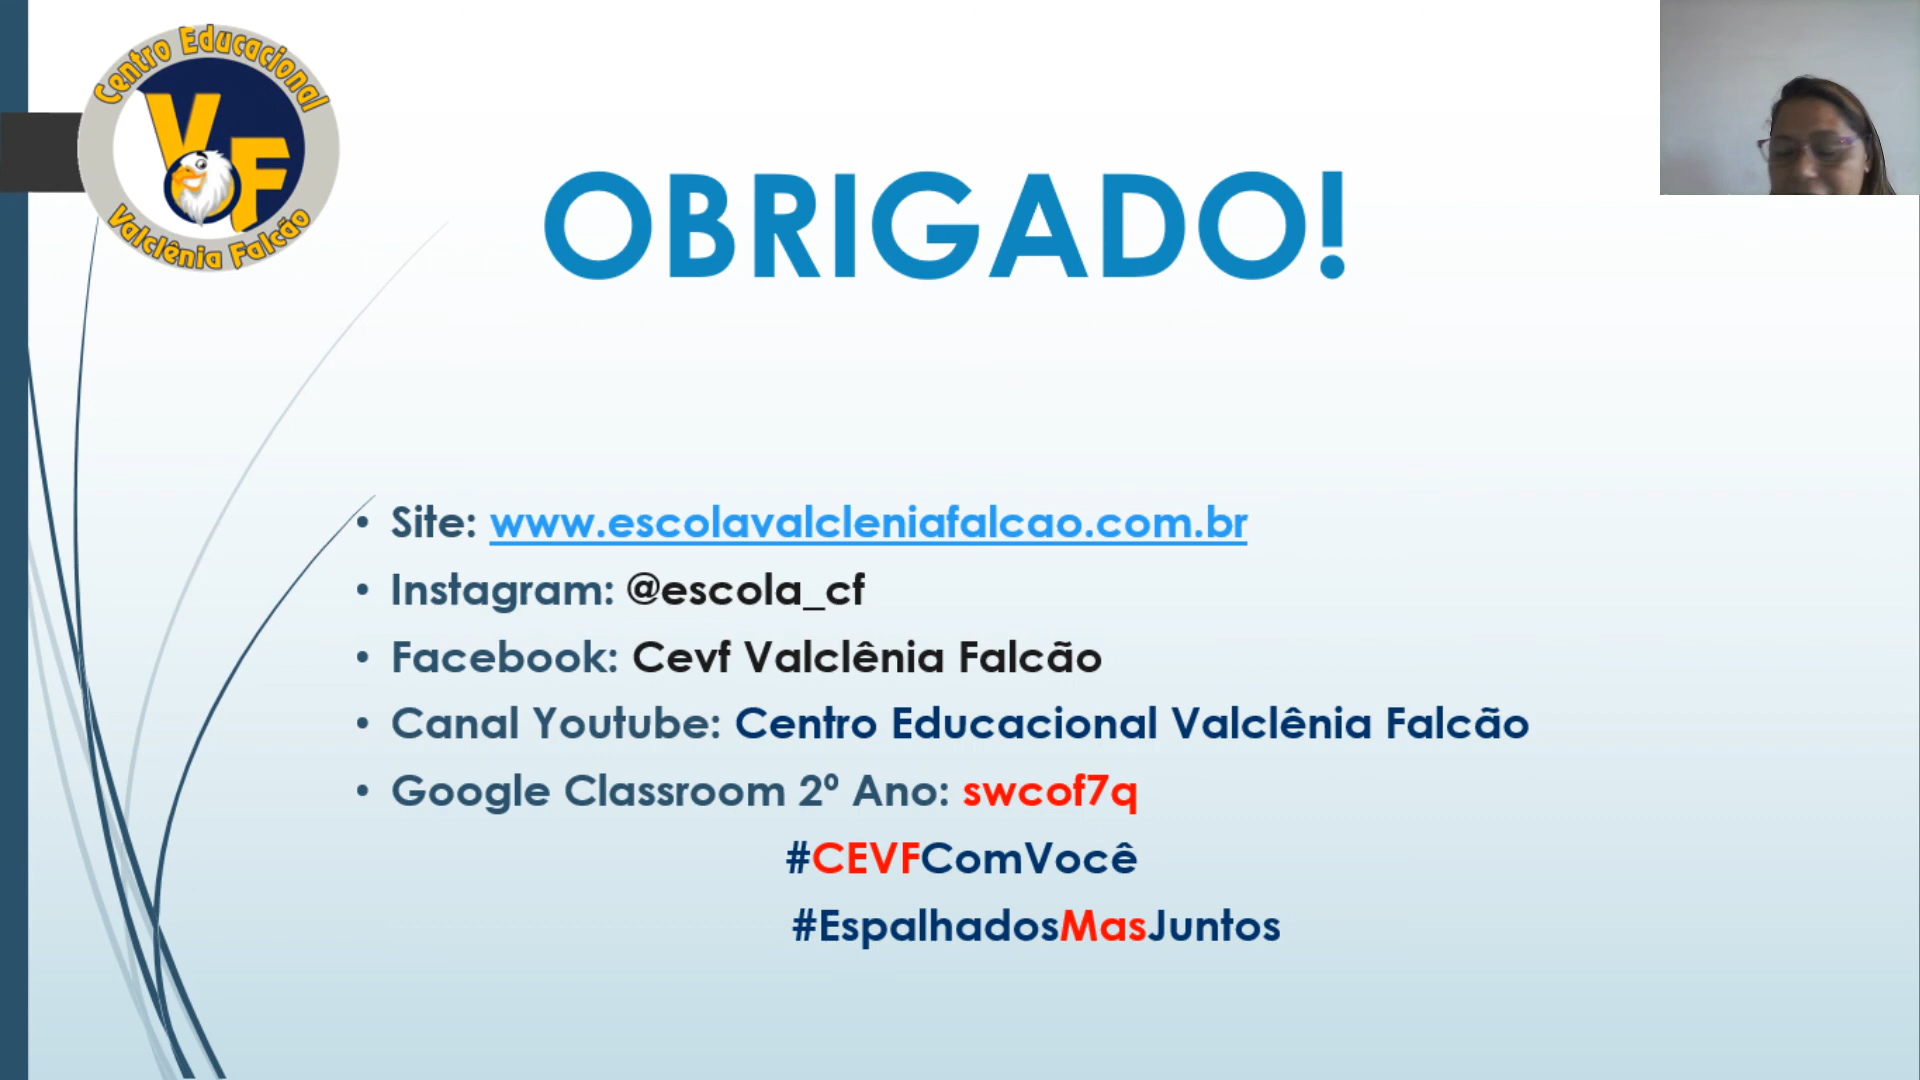 Centro Educacional
VF
Valclênia Falcão
OBRIGADO!
• Site: www.escolavalcleniafalcao.com.br
• Instagram: @escola_cf
• Facebook: Cevf Valclênia Falcão
• Canal Youtube: Centro Educacional Valclênia Falcão
• Google Classroom 2º Ano: swcof7q
#CEVFComVocê
#EspalhadosMasJuntos